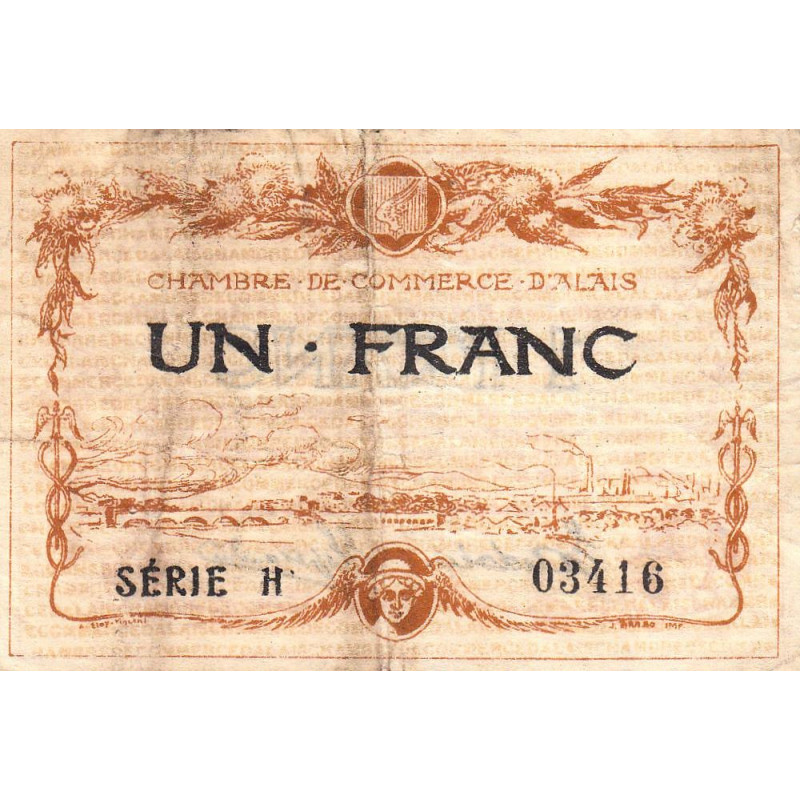 CHAMBRE·DE·COMMERCE·D'ALAIS
UN·FRANC
SÉRIE H
03416